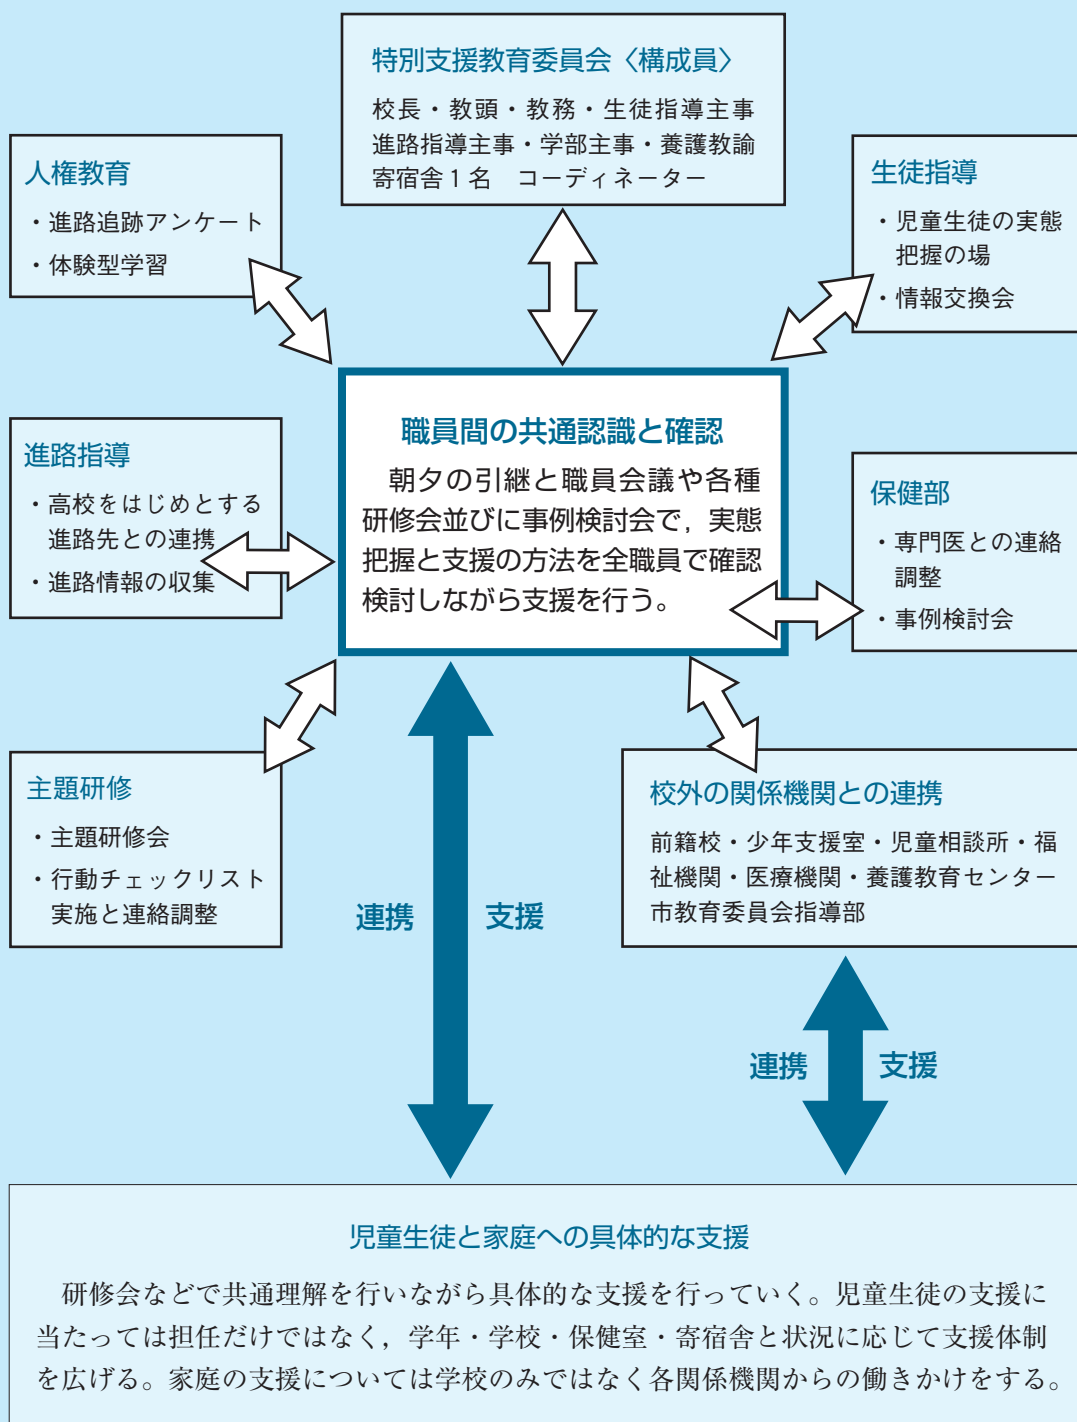 特別支援教育委員会〈構成員〉
校長・教頭・教務・生徒指導主事
進路指導主事・学部主事・養護教諭
寄宿舎1名　コーディネーター
人権教育
・進路追跡アンケート
・体験型学習
生徒指導
・児童生徒の実態
把握の場
・情報交換会
職員間の共通認識と確認
朝夕の引継と職員会議や各種
研修会並びに事例検討会で，実態
把握と支援の方法を全職員で確認
検討しながら支援を行う。
進路指導
・高校をはじめとする
進路先との連携
・進路情報の収集
保健部
・専門医との連絡
調整
・事例検討会
主題研修
・主題研修会
・行動チェックリスト
実施と連絡調整
校外の関係機関との連携
前籍校・少年支援室・児童相談所・福
祉機関・医療機関・養護教育センター
市教育委員会指導部
連携　支援
連携　支援
児童生徒と家庭への具体的な支援
研修会などで共通理解を行いながら具体的な支援を行っていく。児童生徒の支援に
当たっては担任だけではなく，学年・学校・保健室・寄宿舎と状況に応じて支援体制
を広げる。家庭の支援については学校のみではなく各関係機関からの働きかけをする。